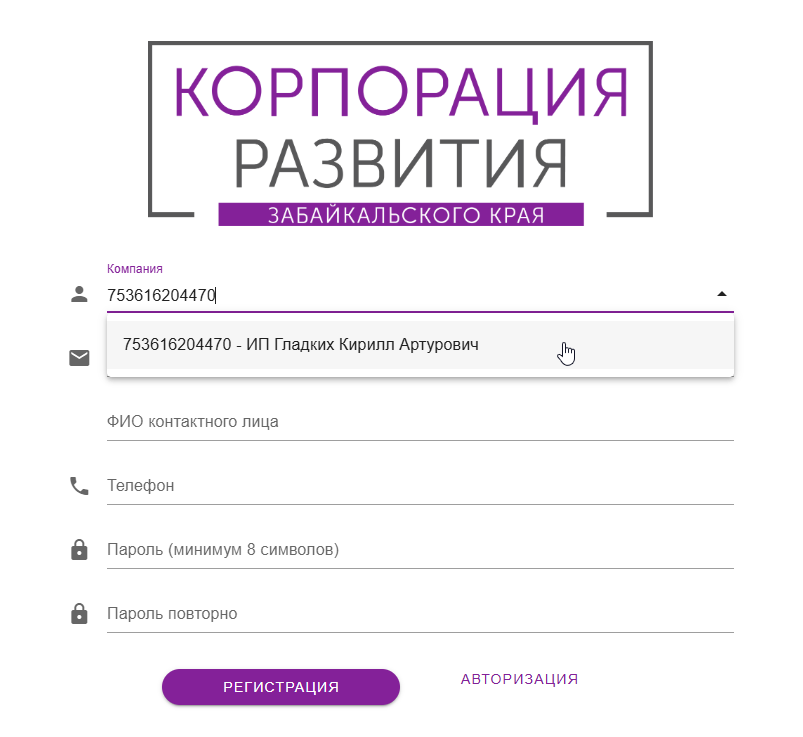 КОРПОРАЦИЯ
РАЗВИТИЯ
ЗАБАЙКАЛЬСКОГО КРАЯ
Компания
753616204470
753616204470 - ИП Гладких Кирилл Артурович
ФИО контактного лица
Телефон
Пароль (минимум 8 символов)
Пароль повторно
РЕГИСТРАЦИЯ
АВТОРИЗАЦИЯ